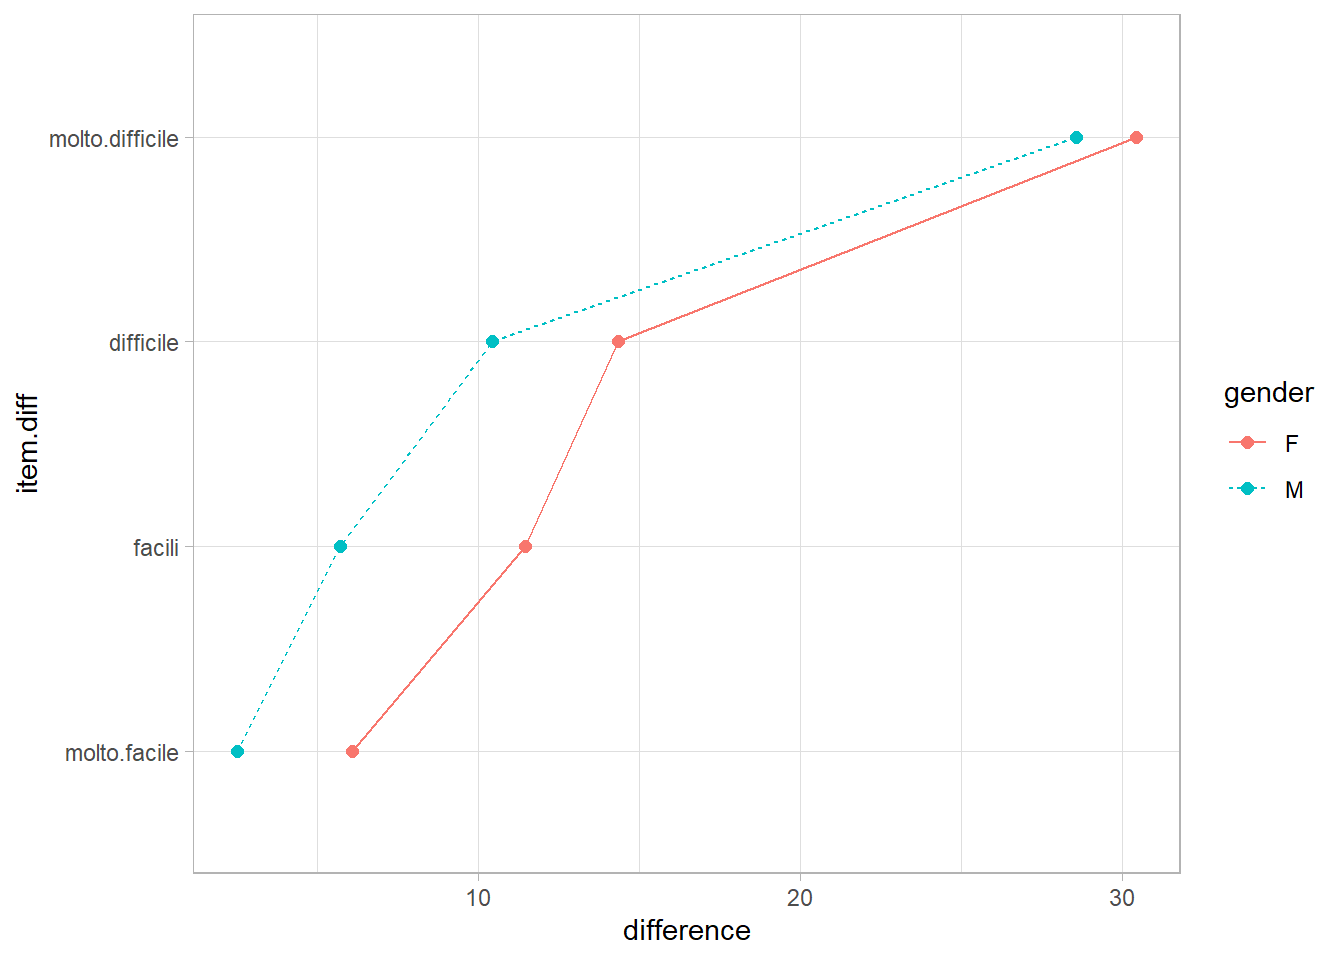 molto.difficile
difficile
facili
molto.facile
item.diff
10 20 30
difference
gender
F
M